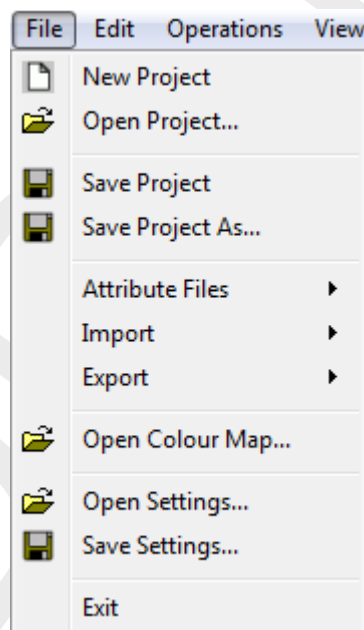 File Edit Operations View
New Project
Open Project...
Save Project
Save Project As...
Attribute Files
Import
Export
Open Colour Map...
Open Settings...
Save Settings...
Exit